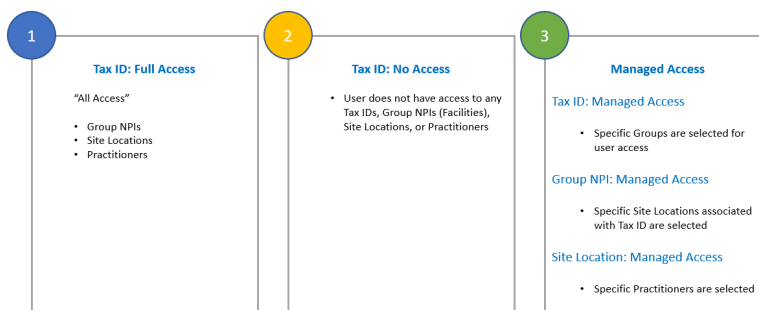 1
Tax ID: Full Access
“All Access”
• Group NPIs
• Site Locations
• Practitioners
2
Tax ID: No Access
• User does not have access to any
Tax IDs, Group NPIs (Facilities),
Site Locations, or Practitioners
3
Managed Access
Tax ID: Managed Access
• Specific Groups are selected for
user access
Group NPI: Managed Access
• Specific Site Locations associated
with Tax ID are selected
Site Location: Managed Access
• Specific Practitioners are selected